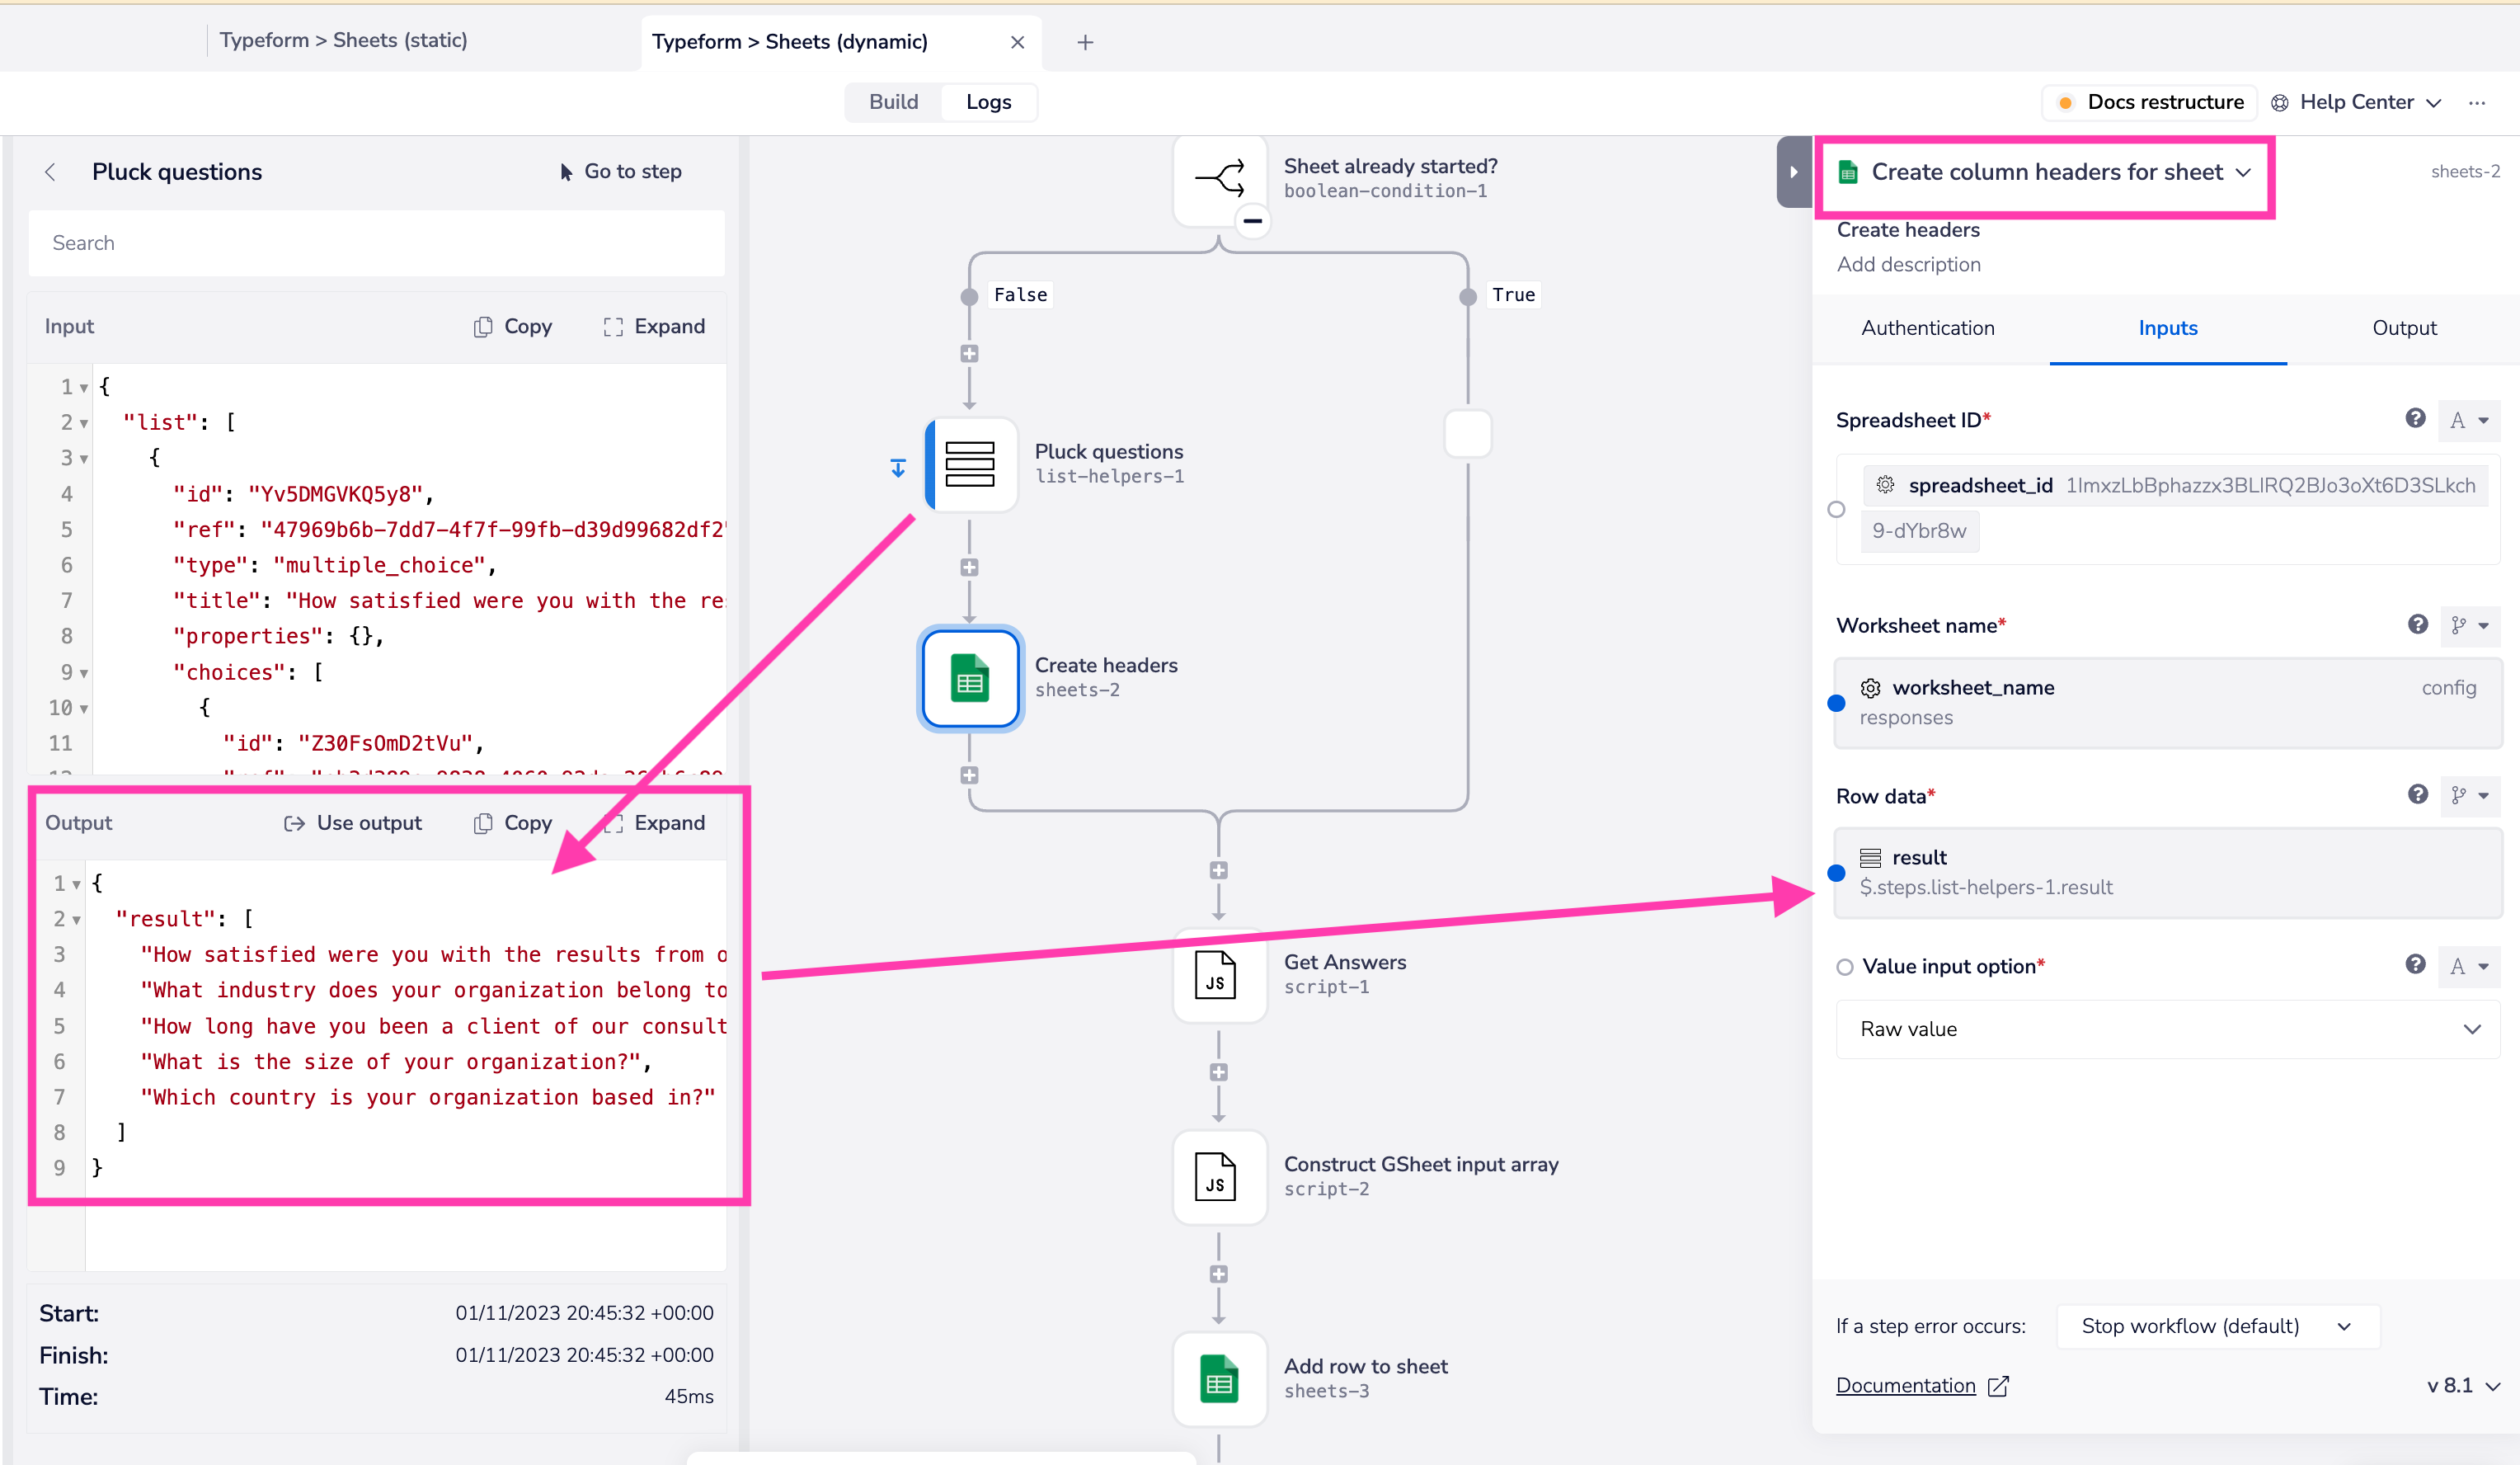 Typeform > Sheets (static)
Typeform > Sheets (dynamic)
Build
Logs
Docs restructure
Help Center
Pluck questions
Go to step
Search
Input
Copy
Expand
1
{
2
"list": [
3
{
4
"id": "Yv5DMGVKQ5y8",
5
"ref": "47969b6b-7dd7-4f7f-99fb-d39d99682df2"
6
"type": "multiple_choice",
7
"title": "How satisfied were you with the re
8
"properties": {},
9
"choices": [
10
{
11
"id": "Z30FsOmD2tVu",
Output
Use output
Copy
Expand
1
{
2
"result": [
3
"How satisfied were you with the results from o
4
"What industry does your organization belong to
5
"How long have you been a client of our consult
6
"What is the size of your organization?",
7
"Which country is your organization based in?"
8
]
9
}
Start:
01/11/2023 20:45:32 +00:00
Finish:
01/11/2023 20:45:32 +00:00
Time:
45ms
Sheet already started?
boolean-condition-1
False
True
Pluck questions
list-helpers-1
Create headers
sheets-2
Get Answers
script-1
JS
Construct GSheet input array
script-2
JS
Add row to sheet
sheets-3
Create column headers for sheet
sheets-2
Create headers
Add description
Authentication
Inputs
Output
Spreadsheet ID*
A
spreadsheet_id 1lmxzLbBphazzx3BLlRQ2BJo3oXt6D3SLkch
9-dYbr8w
Worksheet name*
worksheet_name
config
responses
Row data*
result
$.steps.list-helpers-1.result
Value input option*
A
Raw value
If a step error occurs:
Stop workflow (default)
Documentation
v 8.1